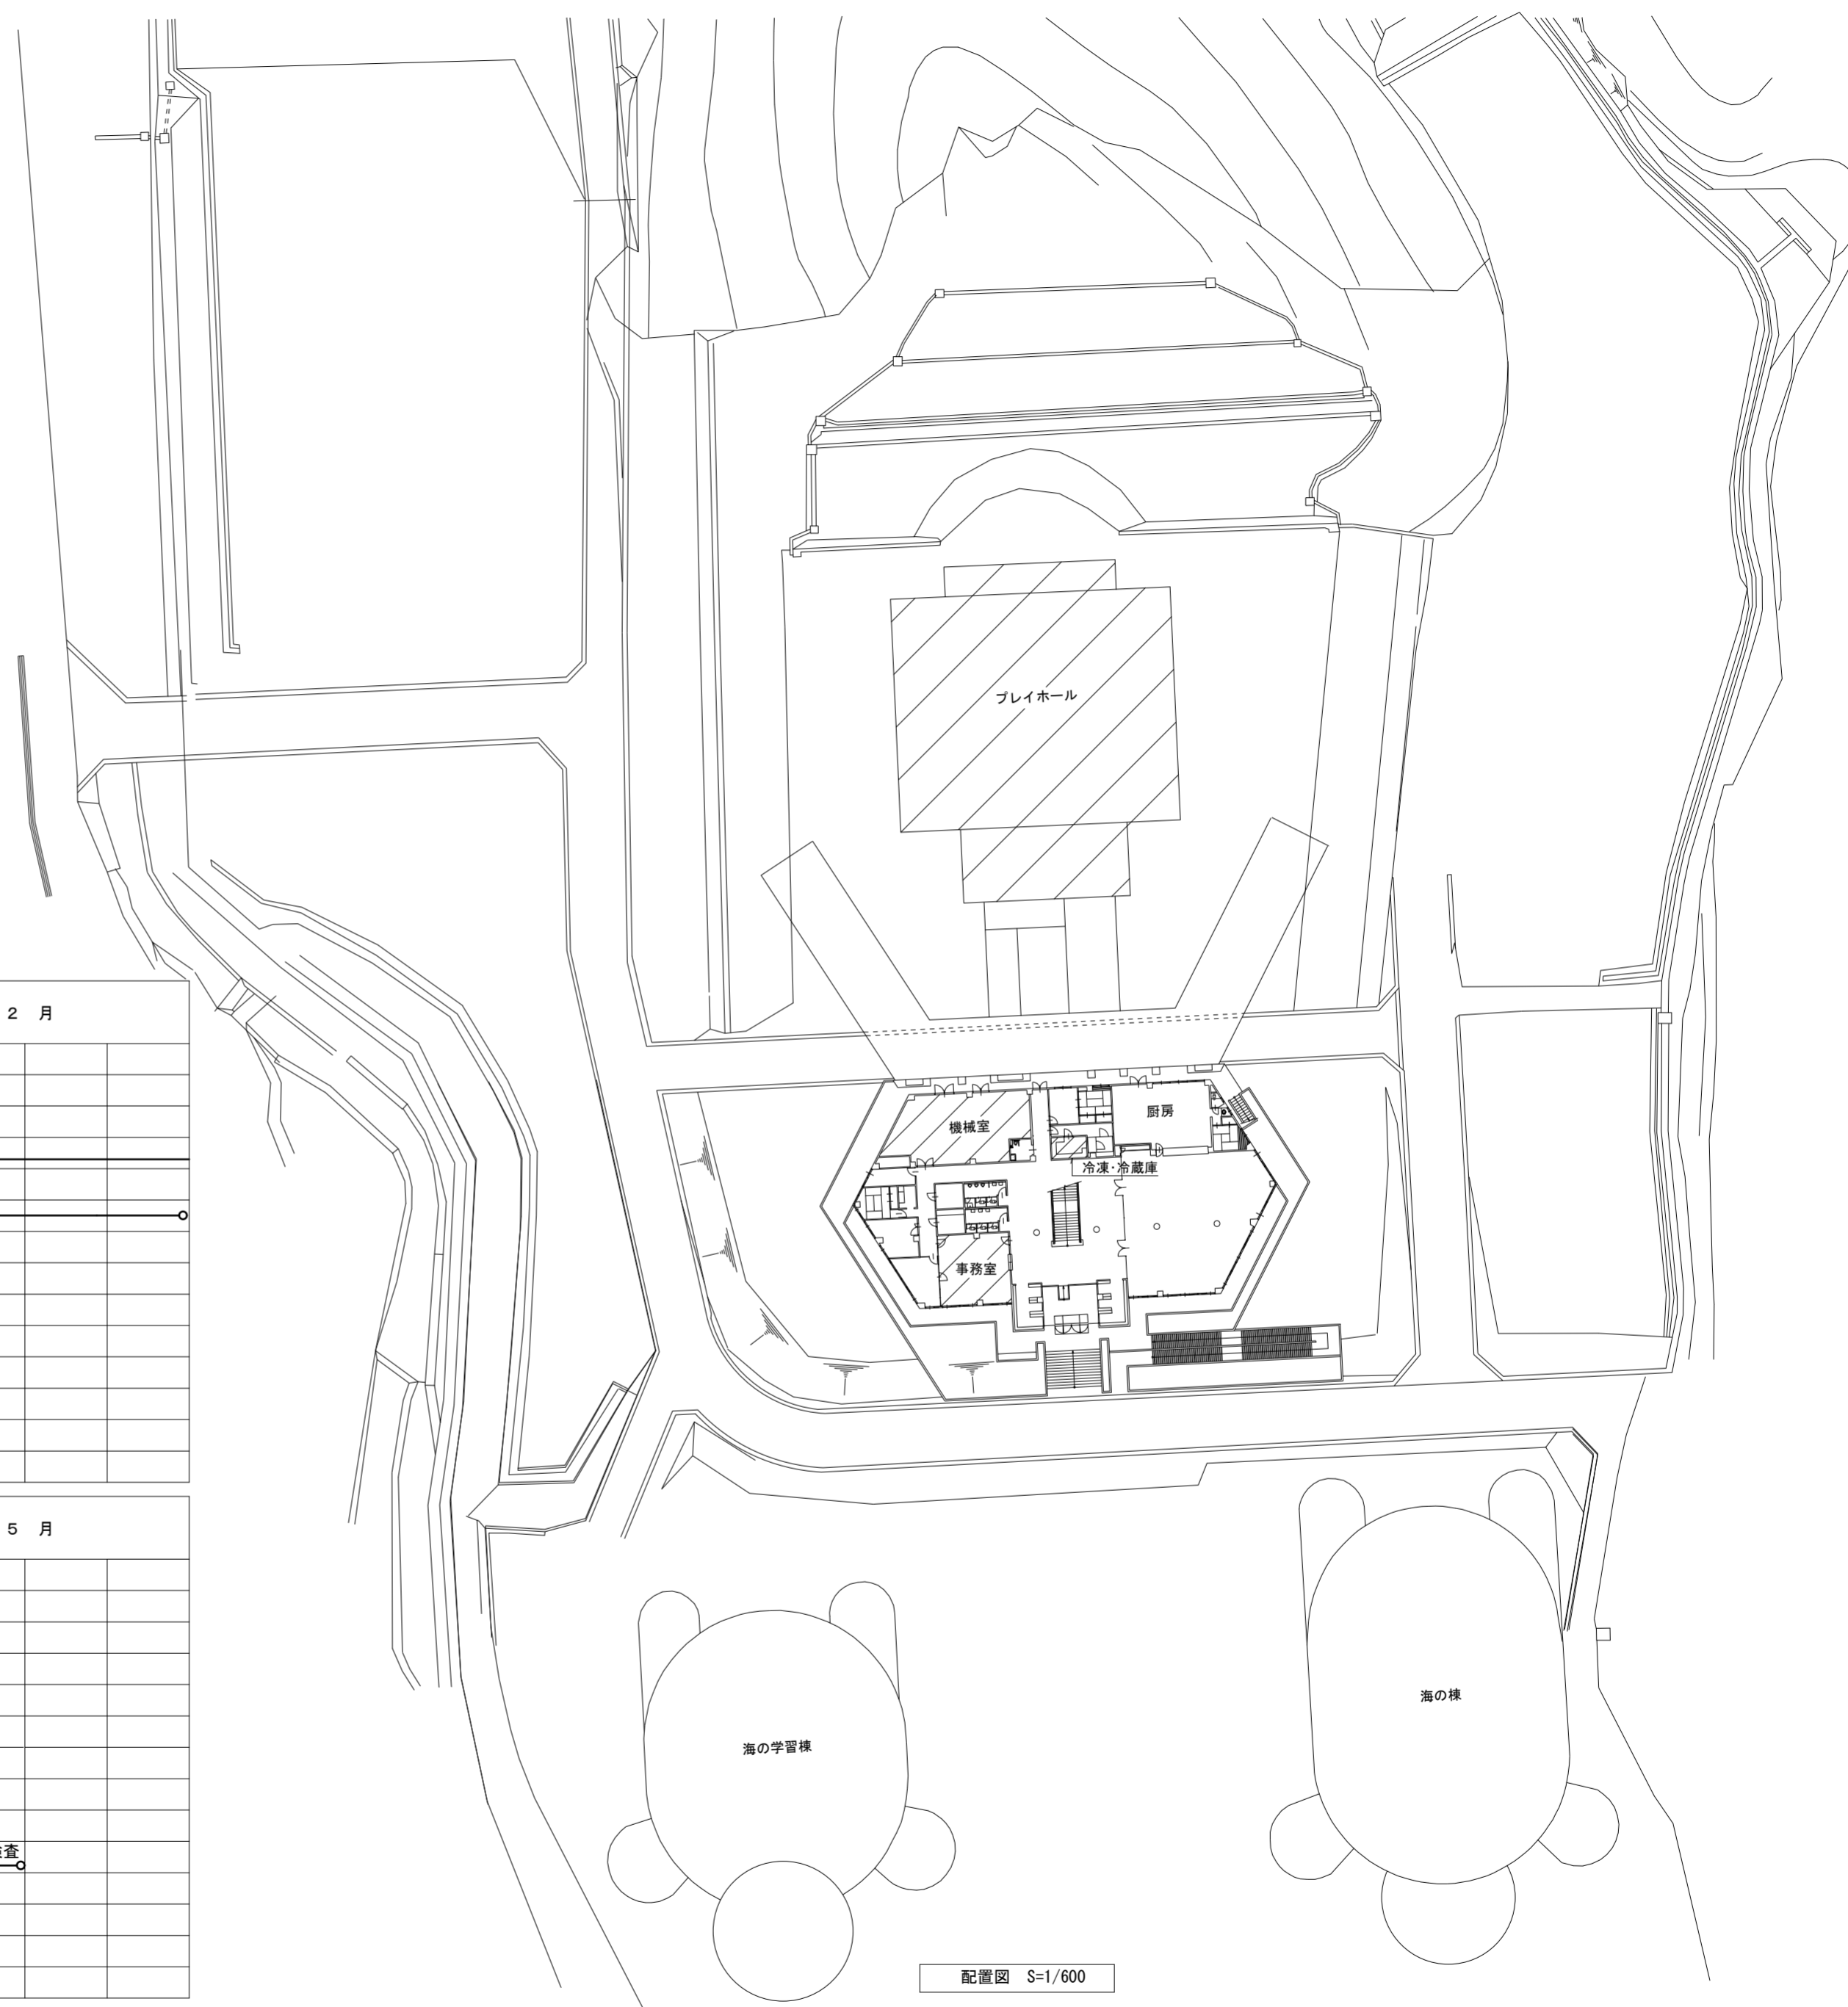 プレイホール
2 月
厨房
機械室
冷凍・冷蔵庫
事務室
5 月
海の棟
海の学習棟
査
配置図 S=1/600